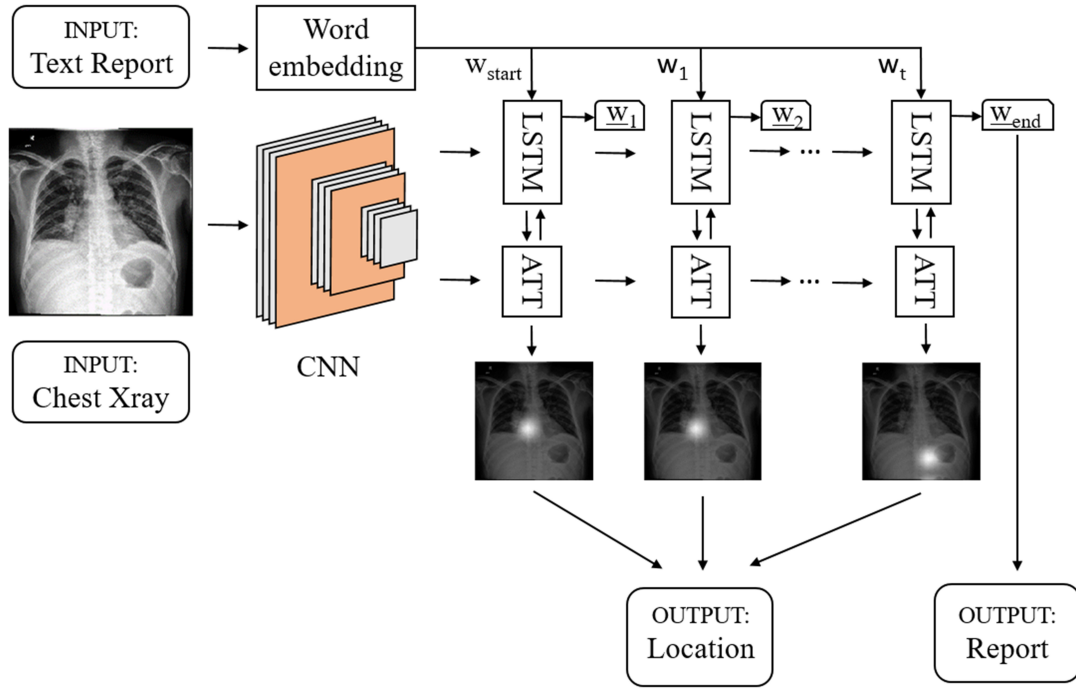 INPUT:
Text Report
Word
embedding
w_start
w_1
w_t
LSTM
w_1
LSTM
w_2
...
LSTM
w_end
ATT
ATT
...
ATT
CNN
INPUT:
Chest Xray
OUTPUT:
Location
OUTPUT:
Report